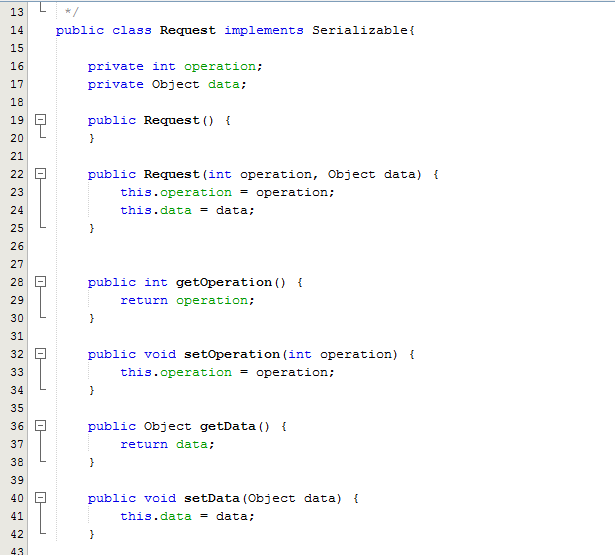 13 */
14 public class Request implements Serializable{
15
16 private int operation;
17 private Object data;
18
19 public Request() {
20 }
21
22 public Request(int operation, Object data) {
23 this.operation = operation;
24 this.data = data;
25 }
26
27
28 public int getOperation() {
29 return operation;
30 }
31
32 public void setOperation(int operation) {
33 this.operation = operation;
34 }
35
36 public Object getData() {
37 return data;
38 }
39
40 public void setData(Object data) {
41 this.data = data;
42 }
43